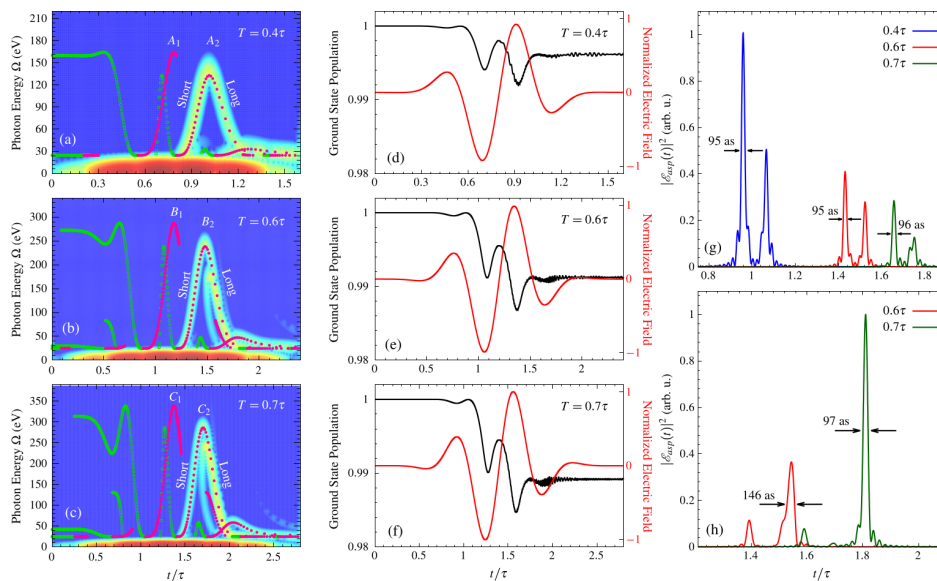 Photon Energy Ω (eV)
180
150
120
90
60
30
0
A₁
A₂
T = 0.4τ
Short
Long
(a)
0
0.3
0.6
0.9
1.2
1.5
Photon Energy Ω (eV)
300
250
200
150
100
50
0
B₁
B₂
T = 0.6τ
Short
Long
(b)
0
0.5
1
1.5
2
Photon Energy Ω (eV)
350
300
250
200
150
100
50
0
C₁
C₂
T = 0.7τ
Short
Long
(c)
0
0.5
1
1.5
2
2.5
t/τ
Ground State Population
1
0.99
0.98
T = 0.4τ
(d)
0
0.3
0.6
0.9
1.2
1.5
1
0
−1
Normalized Electric Field
Ground State Population
1
0.99
0.98
T = 0.6τ
(e)
0
0.5
1
1.5
2
1
0
−1
Normalized Electric Field
Ground State Population
1
0.99
0.98
T = 0.7τ
(f)
0
0.5
1
1.5
2
2.5
1
0
−1
Normalized Electric Field
t/τ
|ℰasp(t)|² (arb. u.)
1
0.8
0.6
0.4
0.2
0
0.4τ
0.6τ
0.7τ
95 as
95 as
96 as
(g)
0.8
1
1.2
1.4
1.6
1.8
|ℰasp(t)|² (arb. u.)
1
0.8
0.6
0.4
0.2
0
0.6τ
0.7τ
97 as
146 as
(h)
1.4
1.6
1.8
2
t/τ